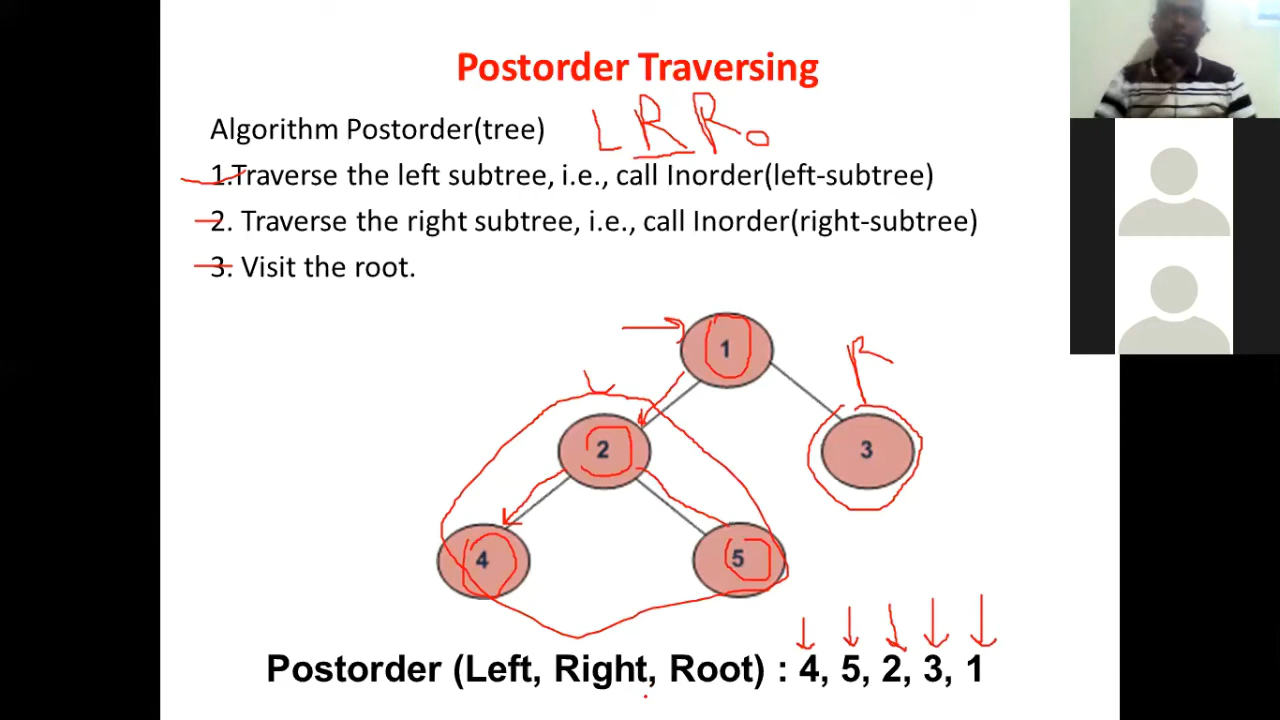 Postorder Traversing
Algorithm Postorder(tree)
L R Ro
1.Traverse the left subtree, i.e., call Inorder(left-subtree)
2. Traverse the right subtree, i.e., call Inorder(right-subtree)
3. Visit the root.
1
R
2
3
4
5
Postorder (Left, Right, Root) : 4, 5, 2, 3, 1